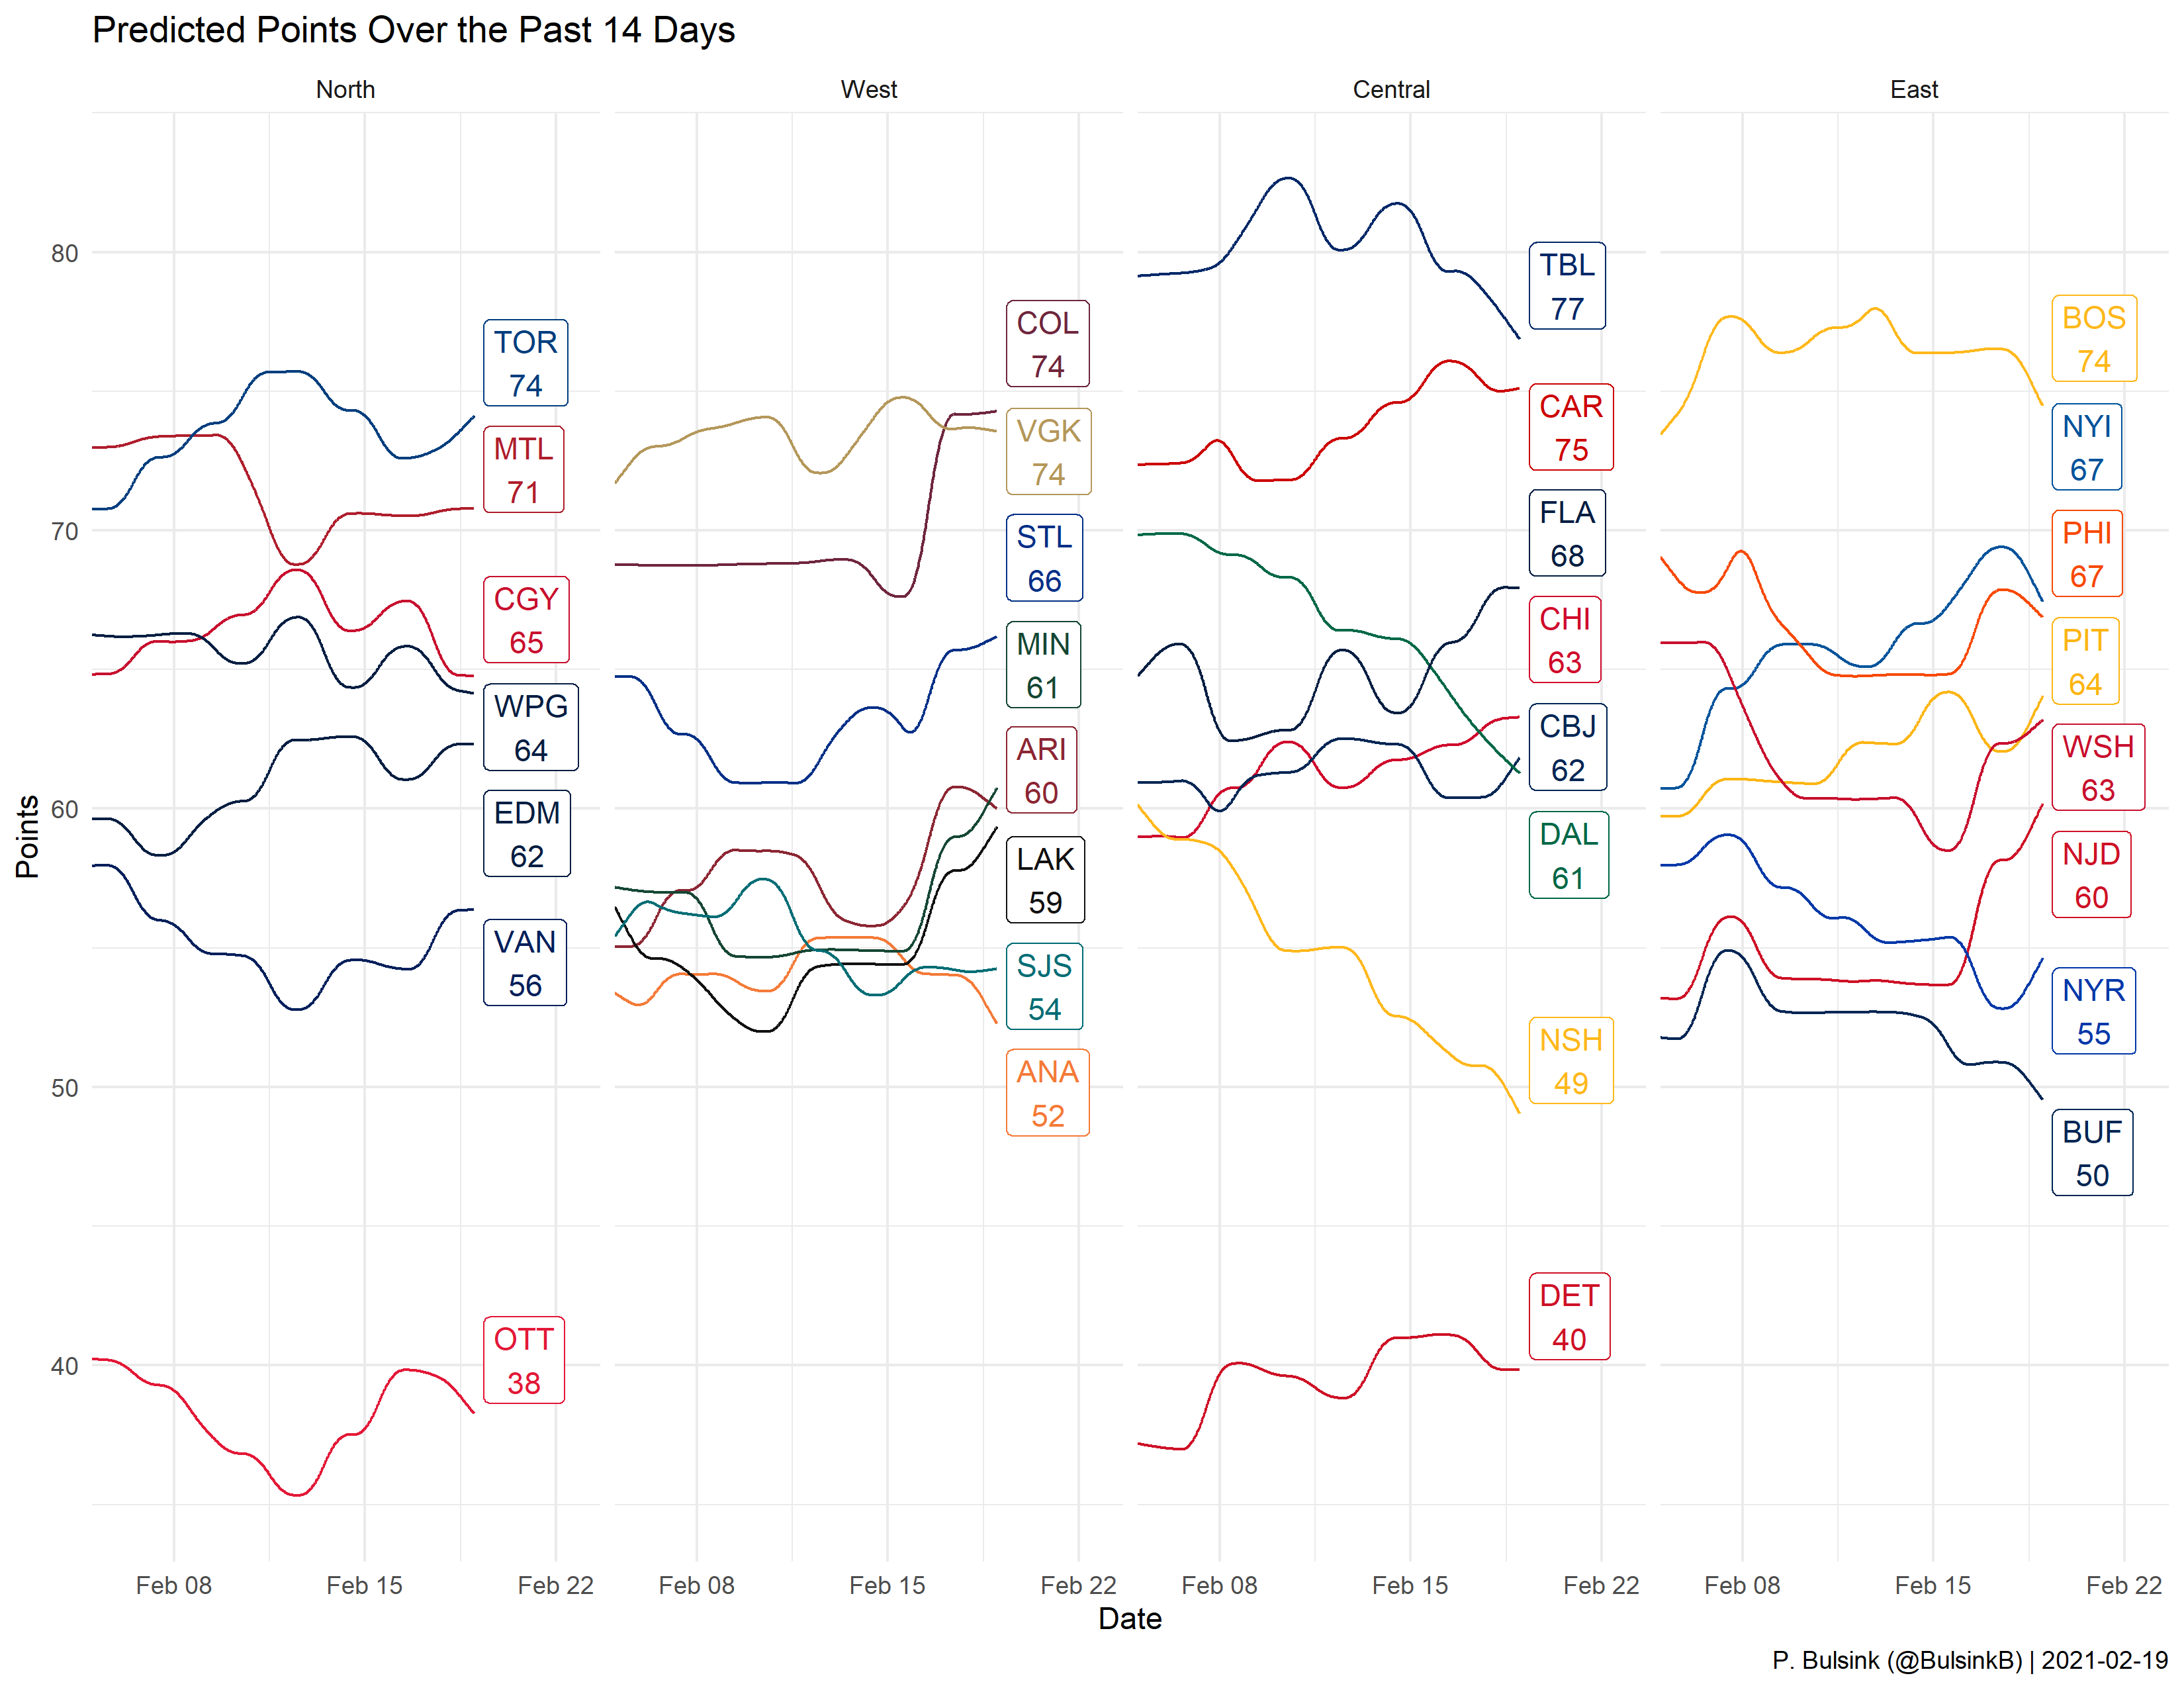 Predicted Points Over the Past 14 Days
North
West
Central
East
Points
80
70
60
50
40
TOR
74
MTL
71
CGY
65
WPG
64
EDM
62
VAN
56
OTT
38
COL
74
VGK
74
STL
66
MIN
61
ARI
60
LAK
59
SJS
54
ANA
52
TBL
77
CAR
75
FLA
68
CHI
63
CBJ
62
DAL
61
NSH
49
DET
40
BOS
74
NYI
67
PHI
67
PIT
64
WSH
63
NJD
60
NYR
55
BUF
50
Feb 08 Feb 15 Feb 22
Feb 08 Feb 15 Feb 22
Feb 08 Feb 15 Feb 22
Feb 08 Feb 15 Feb 22
Date
P. Bulsink (@BulsinkB) | 2021-02-19